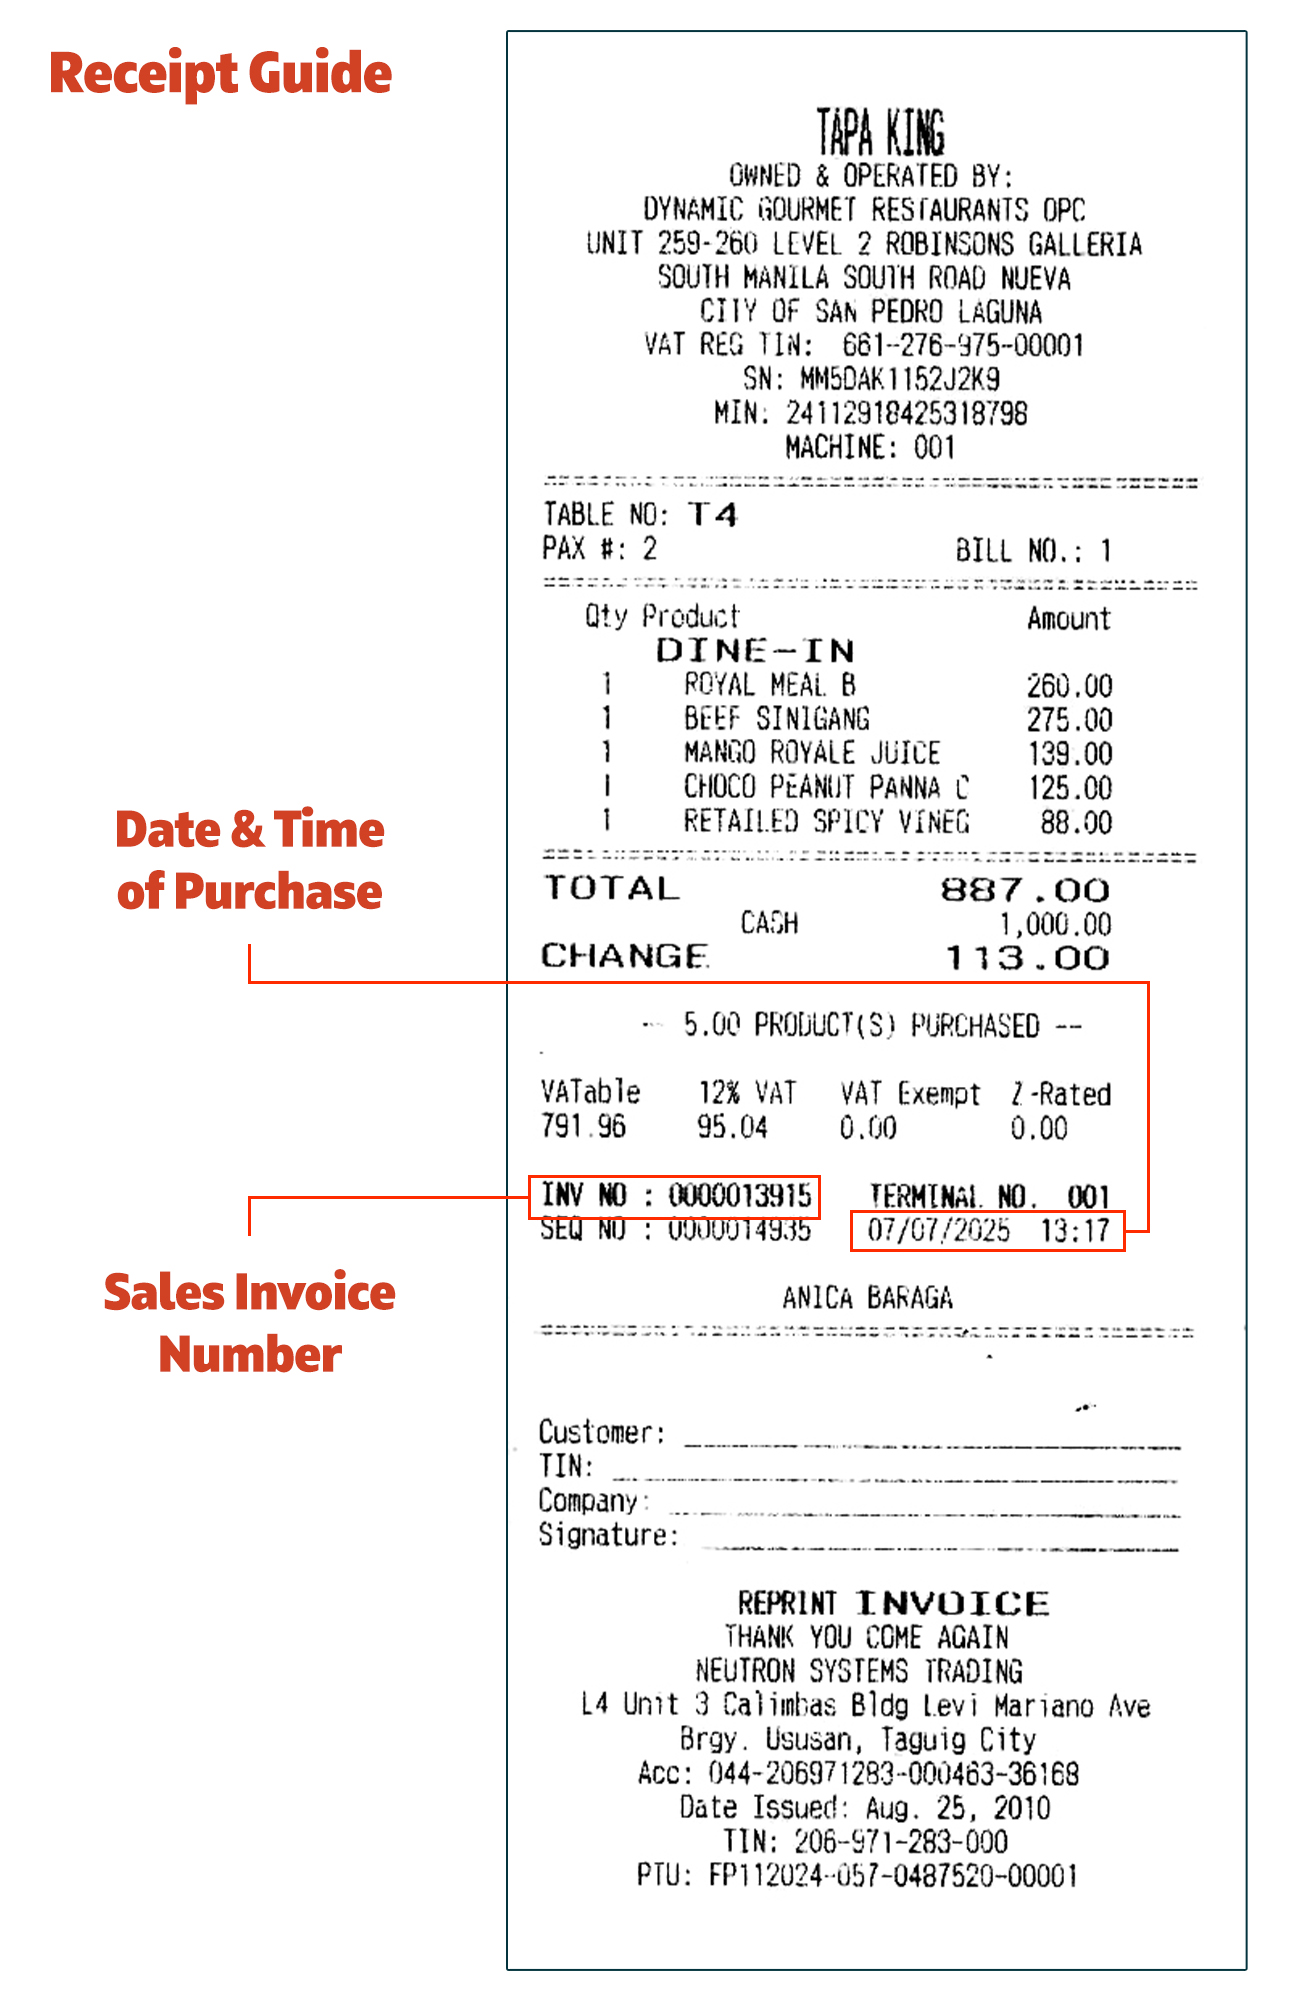 Receipt Guide
TAPA KING
OWNED & OPERATED BY:
DYNAMIC GOURMET RESTAURANTS OPC
UNIT 259-260 LEVEL 2 ROBINSONS GALLERIA
SOUTH MANILA SOUTH ROAD NUEVA
CITY OF SAN PEDRO LAGUNA
VAT REG TIN: 661-276-975-00001
SN: MM5DAK1152J2K9
MIN: 24112918425318798
MACHINE: 001
TABLE NO: T4
PAX #: 2 BILL NO.: 1
Qty Product Amount
DINE-IN
1 ROYAL MEAL B 260.00
1 BEEF SINIGANG 275.00
1 MANGO ROYALE JUICE 139.00
1 CHOCO PEANUT PANNA C 125.00
1 RETAILED SPICY VINEG 88.00
Date & Time
of Purchase
TOTAL 887.00
CASH 1,000.00
CHANGE 113.00
-- 5.00 PRODUCT(S) PURCHASED --
VATable 12% VAT VAT Exempt Z-Rated
791.96 95.04 0.00 0.00
INV NO : 0000013915 TERMINAL NO. 001
SEQ NO : 0000014935 07/07/2025 13:17
Sales Invoice
Number
ANICA BARAGA
Customer:
TIN:
Company:
Signature:
REPRINT INVOICE
THANK YOU COME AGAIN
NEUTRON SYSTEMS TRADING
L4 Unit 3 Calimbas Bldg Levi Mariano Ave
Brgy. Ususan, Taguig City
Acc: 044-206971283-000463-36168
Date Issued: Aug. 25, 2010
TIN: 206-971-283-000
PTU: FP112024-057-0487520-00001